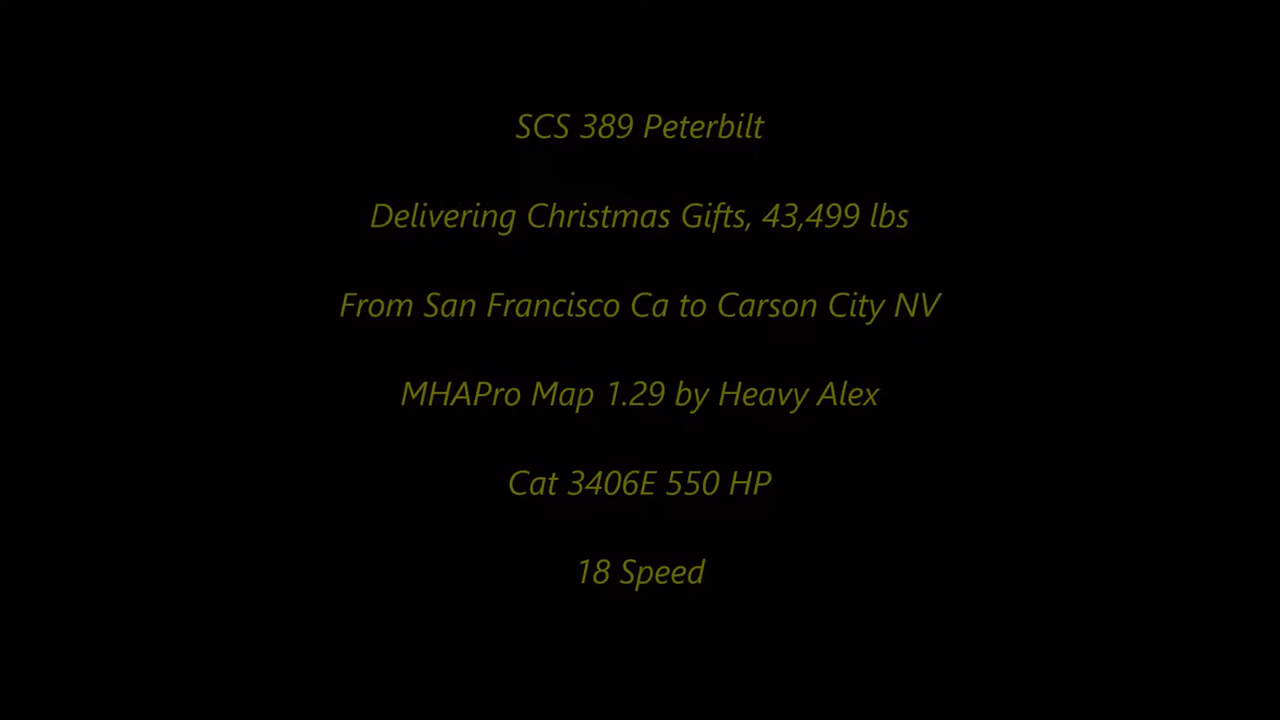 SCS 389 Peterbilt
Delivering Christmas Gifts, 43,499 lbs
From San Francisco Ca to Carson City NV
MHAPro Map 1.29 by Heavy Alex
Cat 3406E 550 HP
18 Speed